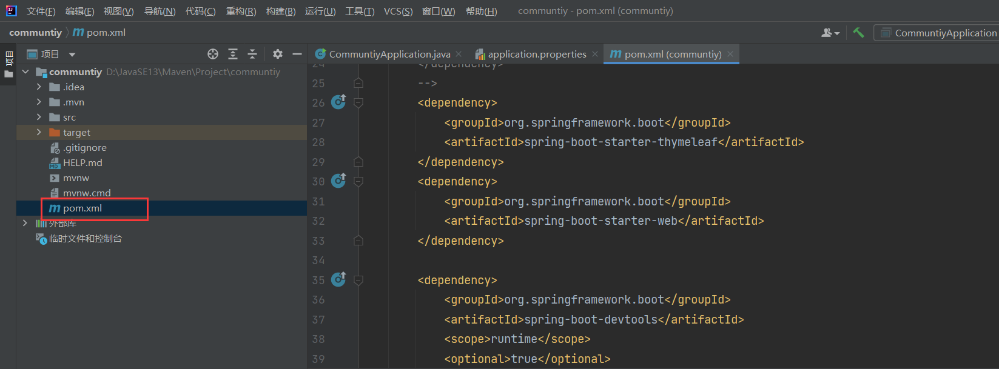 文件(F) 编辑(E) 视图(V) 导航(N) 代码(C) 重构(R) 构建(B) 运行(U) 工具(T) VCS(S) 窗口(W) 帮助(H) communtiy - pom.xml (communtiy)
communtiy pom.xml CommuntiyApplication
项目
项目
CommuntiyApplication.java application.properties pom.xml (communtiy)
communtiy D:\JavaSE13\Maven\Project\communtiy
.idea
.mvn
src
target
.gitignore
HELP.md
mvnw
mvnw.cmd
pom.xml
外部库
临时文件和控制台
24 </dependency>
25 -->
26 <dependency>
27 <groupId>org.springframework.boot</groupId>
28 <artifactId>spring-boot-starter-thymeleaf</artifactId>
29 </dependency>
30 <dependency>
31 <groupId>org.springframework.boot</groupId>
32 <artifactId>spring-boot-starter-web</artifactId>
33 </dependency>
34
35 <dependency>
36 <groupId>org.springframework.boot</groupId>
37 <artifactId>spring-boot-devtools</artifactId>
38 <scope>runtime</scope>
39 <optional>true</optional>